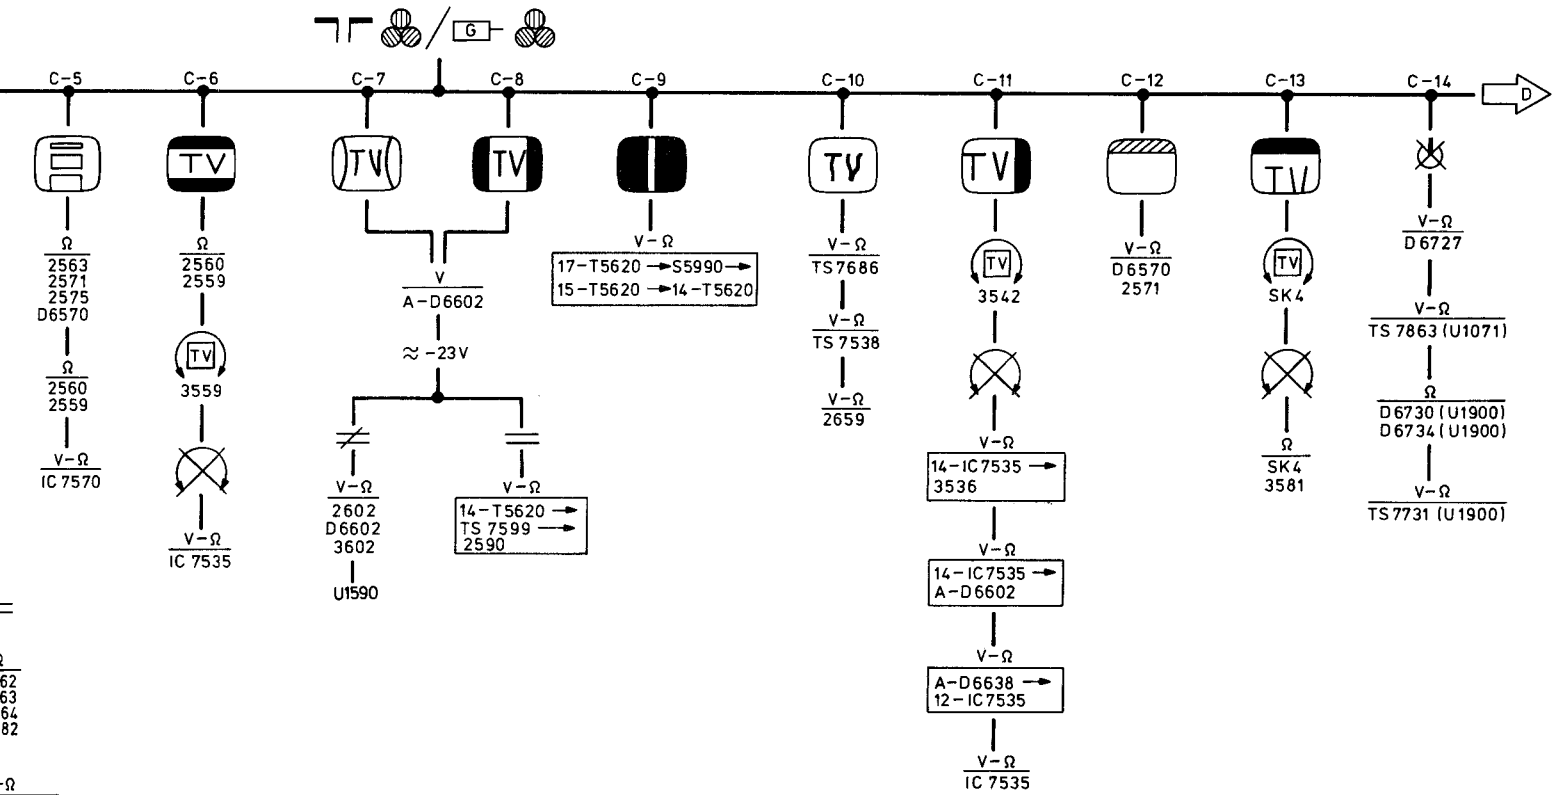 G
C-5
C-6
C-7
C-8
C-9
C-10
C-11
C-12
C-13
C-14
D
TV
TV
TV
TV
TV
TV
Ω
2563
2571
2575
D6570
Ω
2560
2559
V-Ω
IC 7570
Ω
2560
2559
TV
3559
V-Ω
IC 7535
V
A-D6602
≈ -23V
V-Ω
2602
D6602
3602
U1590
V-Ω
14-T5620 →
TS 7599 →
2590
V-Ω
17-T5620 → S5990 →
15-T5620 → 14-T5620
V-Ω
TS 7686
V-Ω
TS 7538
V-Ω
2659
TV
3542
V-Ω
14-IC7535 →
3536
V-Ω
14-IC7535 →
A-D6602
V-Ω
A-D6638 →
12-IC7535
V-Ω
IC 7535
V-Ω
D6570
2571
TV
SK4
Ω
SK4
3581
V-Ω
D6727
V-Ω
TS 7863 (U1071)
Ω
D6730 (U1900)
D6734 (U1900)
V-Ω
TS7731 (U1900)
Ω
62
63
64
82
-Ω